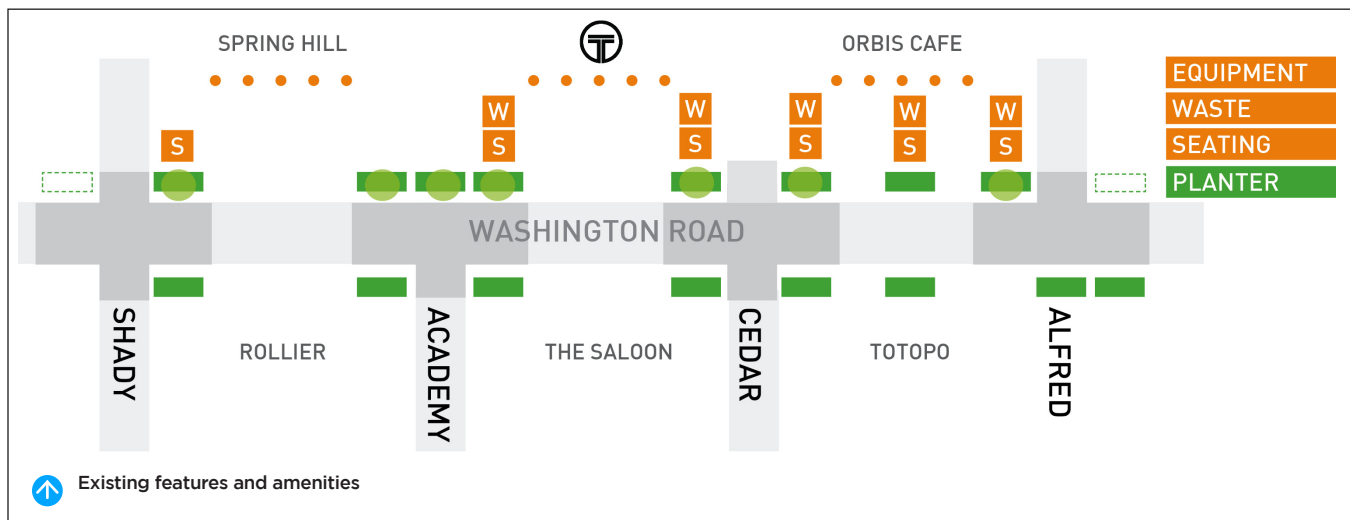 SPRING HILL
T
ORBIS CAFE
EQUIPMENT
WASTE
SEATING
PLANTER
W
W
W
W
W
S
S
S
S
S
S
WASHINGTON ROAD
SHADY
ROLLIER
ACADEMY
THE SALOON
CEDAR
TOTOPO
ALFRED
Existing features and amenities